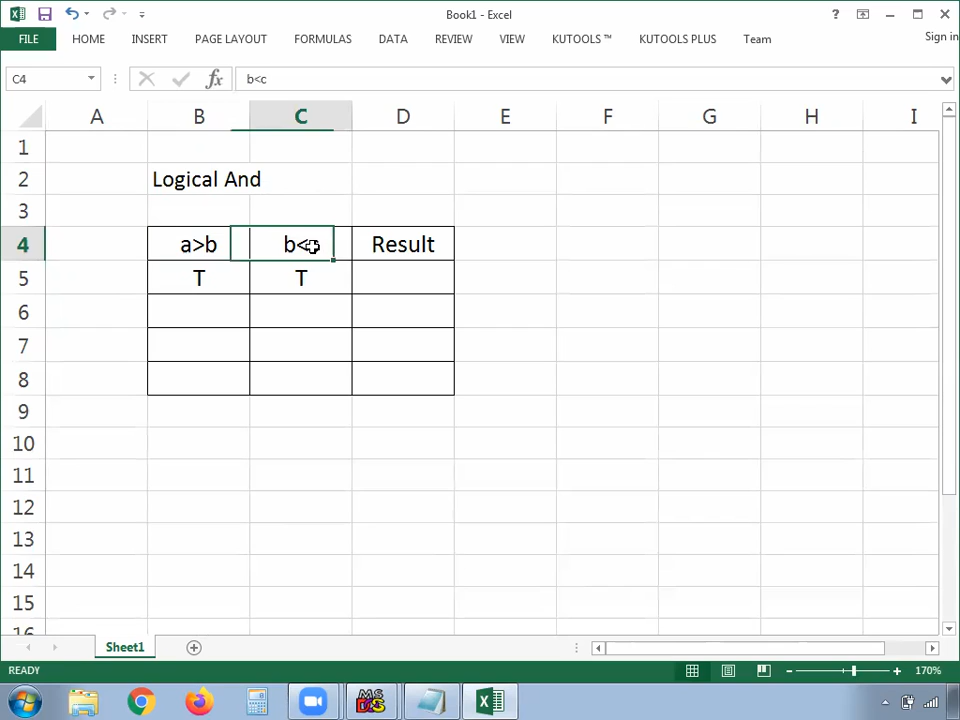 Book1 - Excel
?
FILE HOME INSERT PAGE LAYOUT FORMULAS DATA REVIEW VIEW KUTOOLS ™ KUTOOLS PLUS Team Sign in
C4 fx b<c
A B C D E F G H I
1
2 Logical And
3
4 a>b b< Result
5 T T
6
7
8
9
10
11
12
13
14
15
16
Sheet1
READY 170%